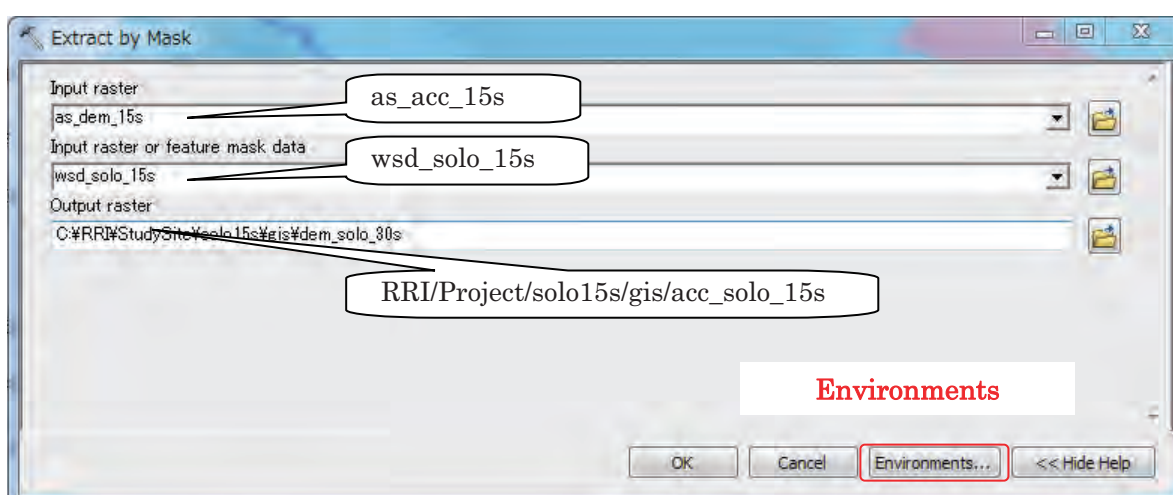 Extract by Mask
Input raster
as_acc_15s
as_dem_15s
Input raster or feature mask data
wsd_solo_15s
wsd_solo_15s
Output raster
C:¥RRI¥StudySite¥solo15s¥gis¥dem_solo_30s
RRI/Project/solo15s/gis/acc_solo_15s
Environments
OK
Cancel
Environments...
<< Hide Help